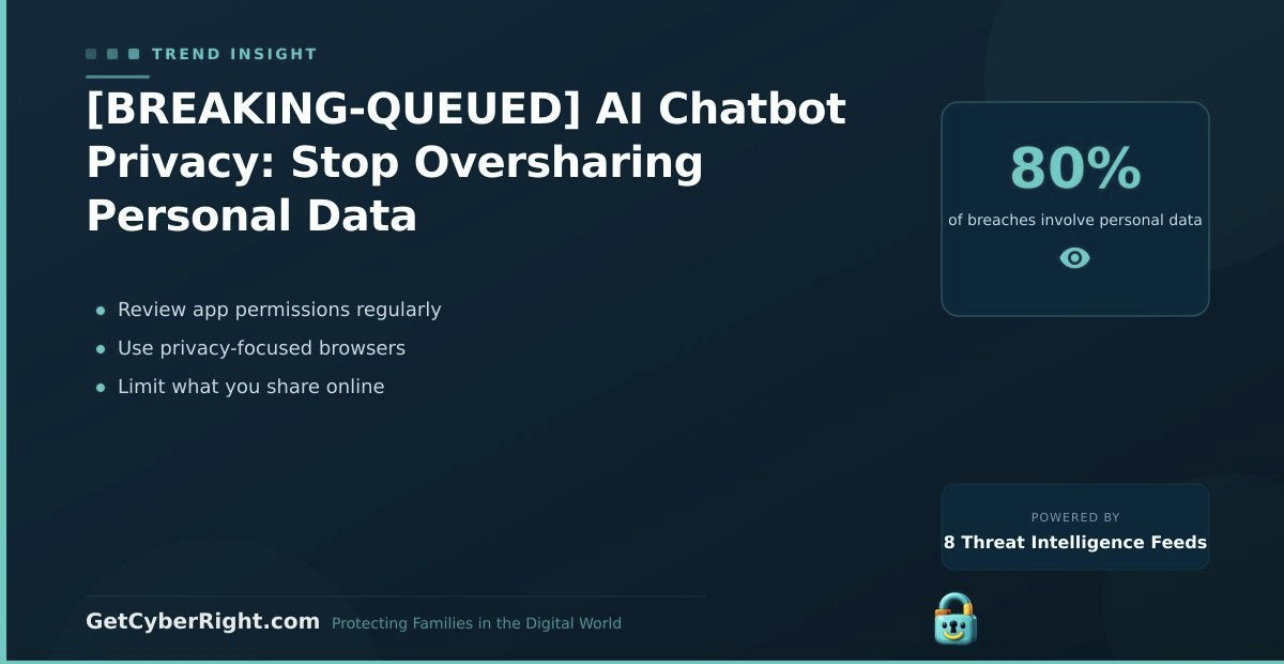 TREND INSIGHT
[BREAKING-QUEUED] AI Chatbot
Privacy: Stop Oversharing
Personal Data
80%
of breaches involve personal data
Review app permissions regularly
Use privacy-focused browsers
Limit what you share online
POWERED BY
8 Threat Intelligence Feeds
GetCyberRight.com Protecting Families in the Digital World